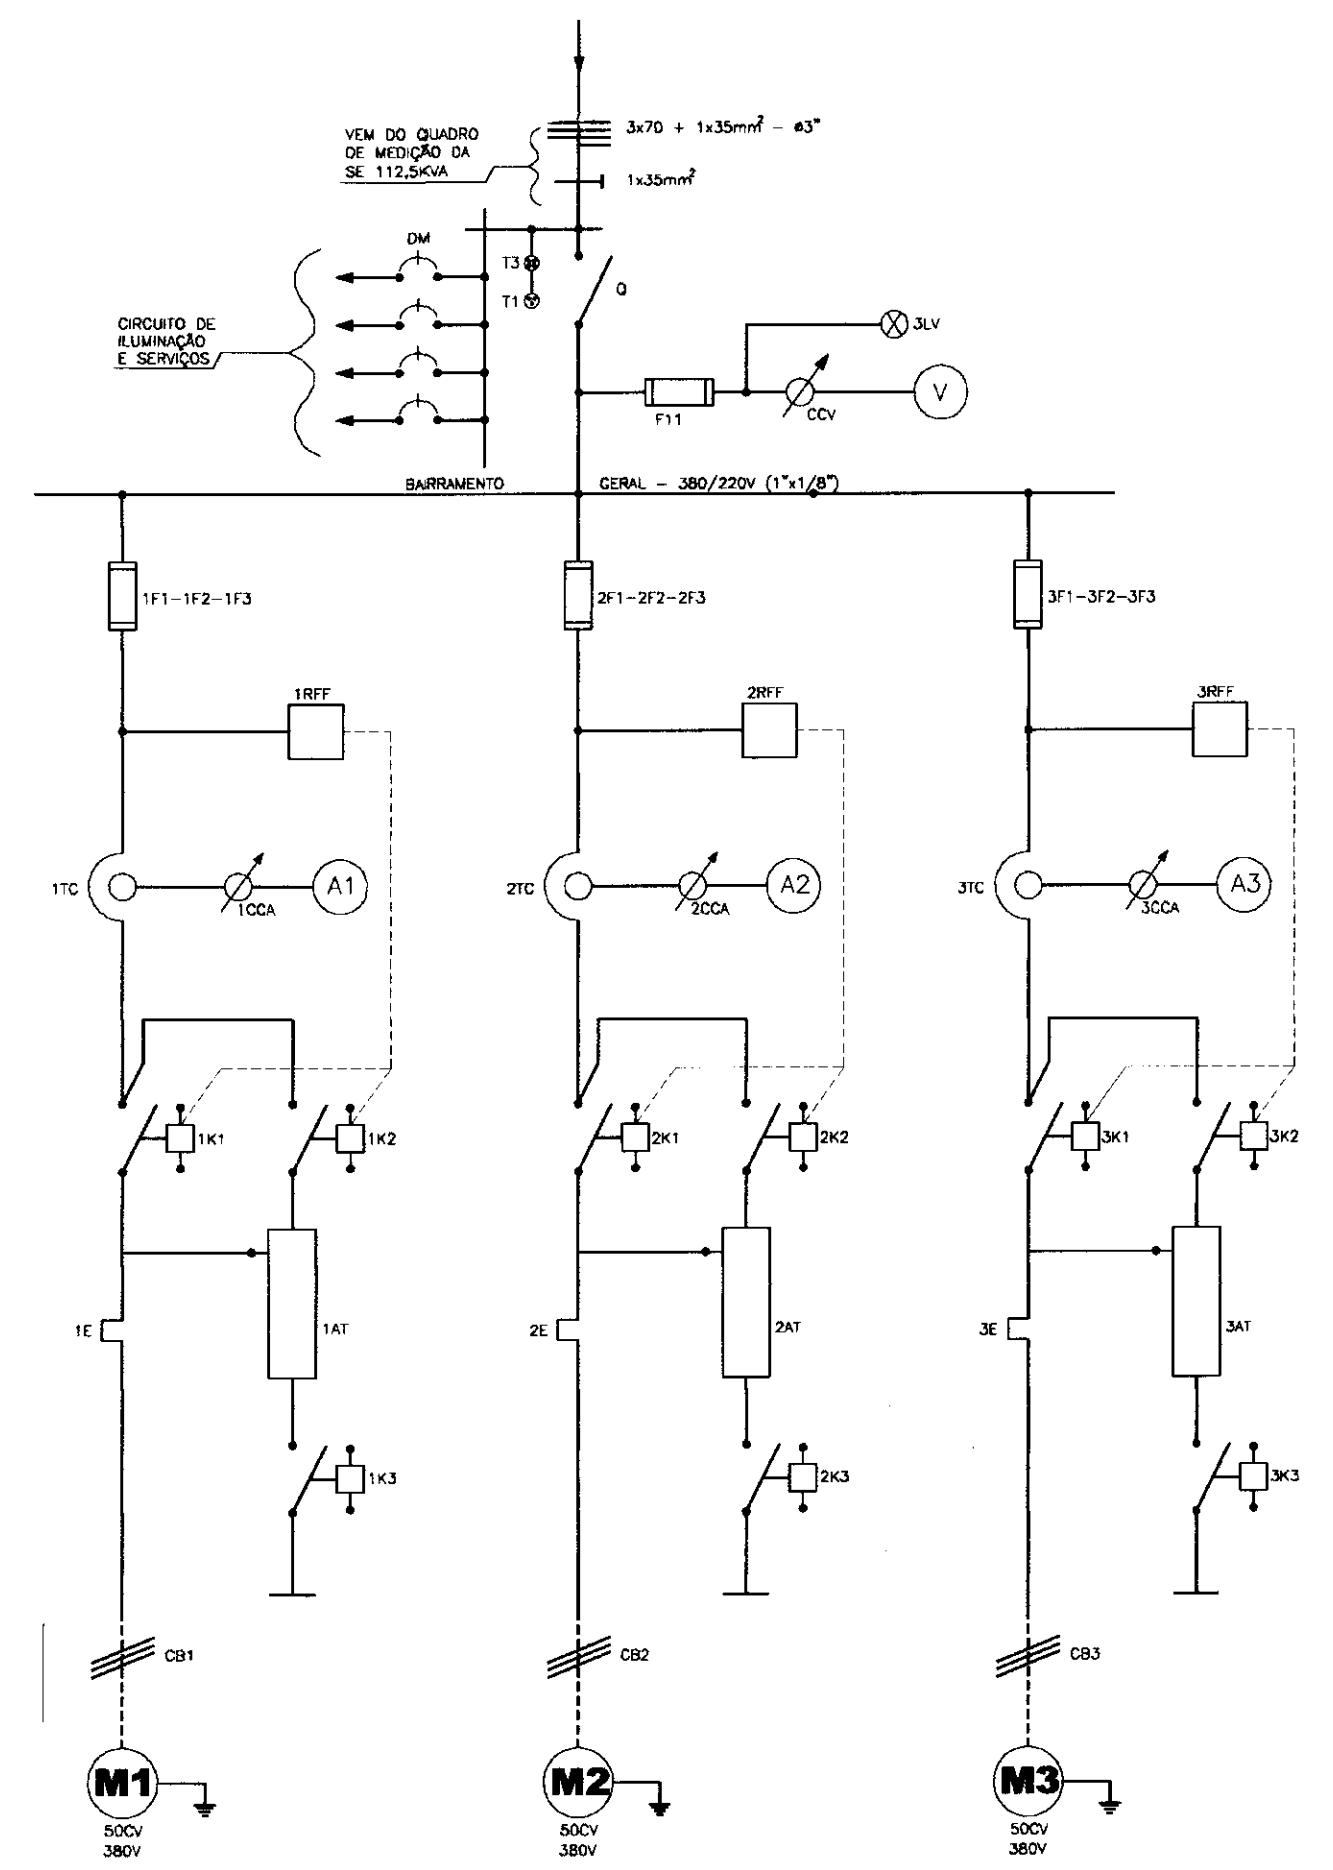 3x70 + 1x35mm² - ø3"
VEM DO QUADRO
DE MEDIÇÃO DA
SE 112,5KVA
1x35mm²
DM
T3
T1
Q
CIRCUITO DE
ILUMINAÇÃO
E SERVIÇOS
3LV
F11
CCV
V
BAIRRAMENTO GERAL - 380/220V (1"x1/8")
1F1-1F2-1F3
2F1-2F2-2F3
3F1-3F2-3F3
1RFF
2RFF
3RFF
1TC
1CCA
A1
2TC
2CCA
A2
3TC
3CCA
A3
1K1
1K2
2K1
2K2
3K1
3K2
1E
1AT
2E
2AT
3E
3AT
1K3
2K3
3K3
CB1
CB2
CB3
M1
M2
M3
50CV
380V
50CV
380V
50CV
380V